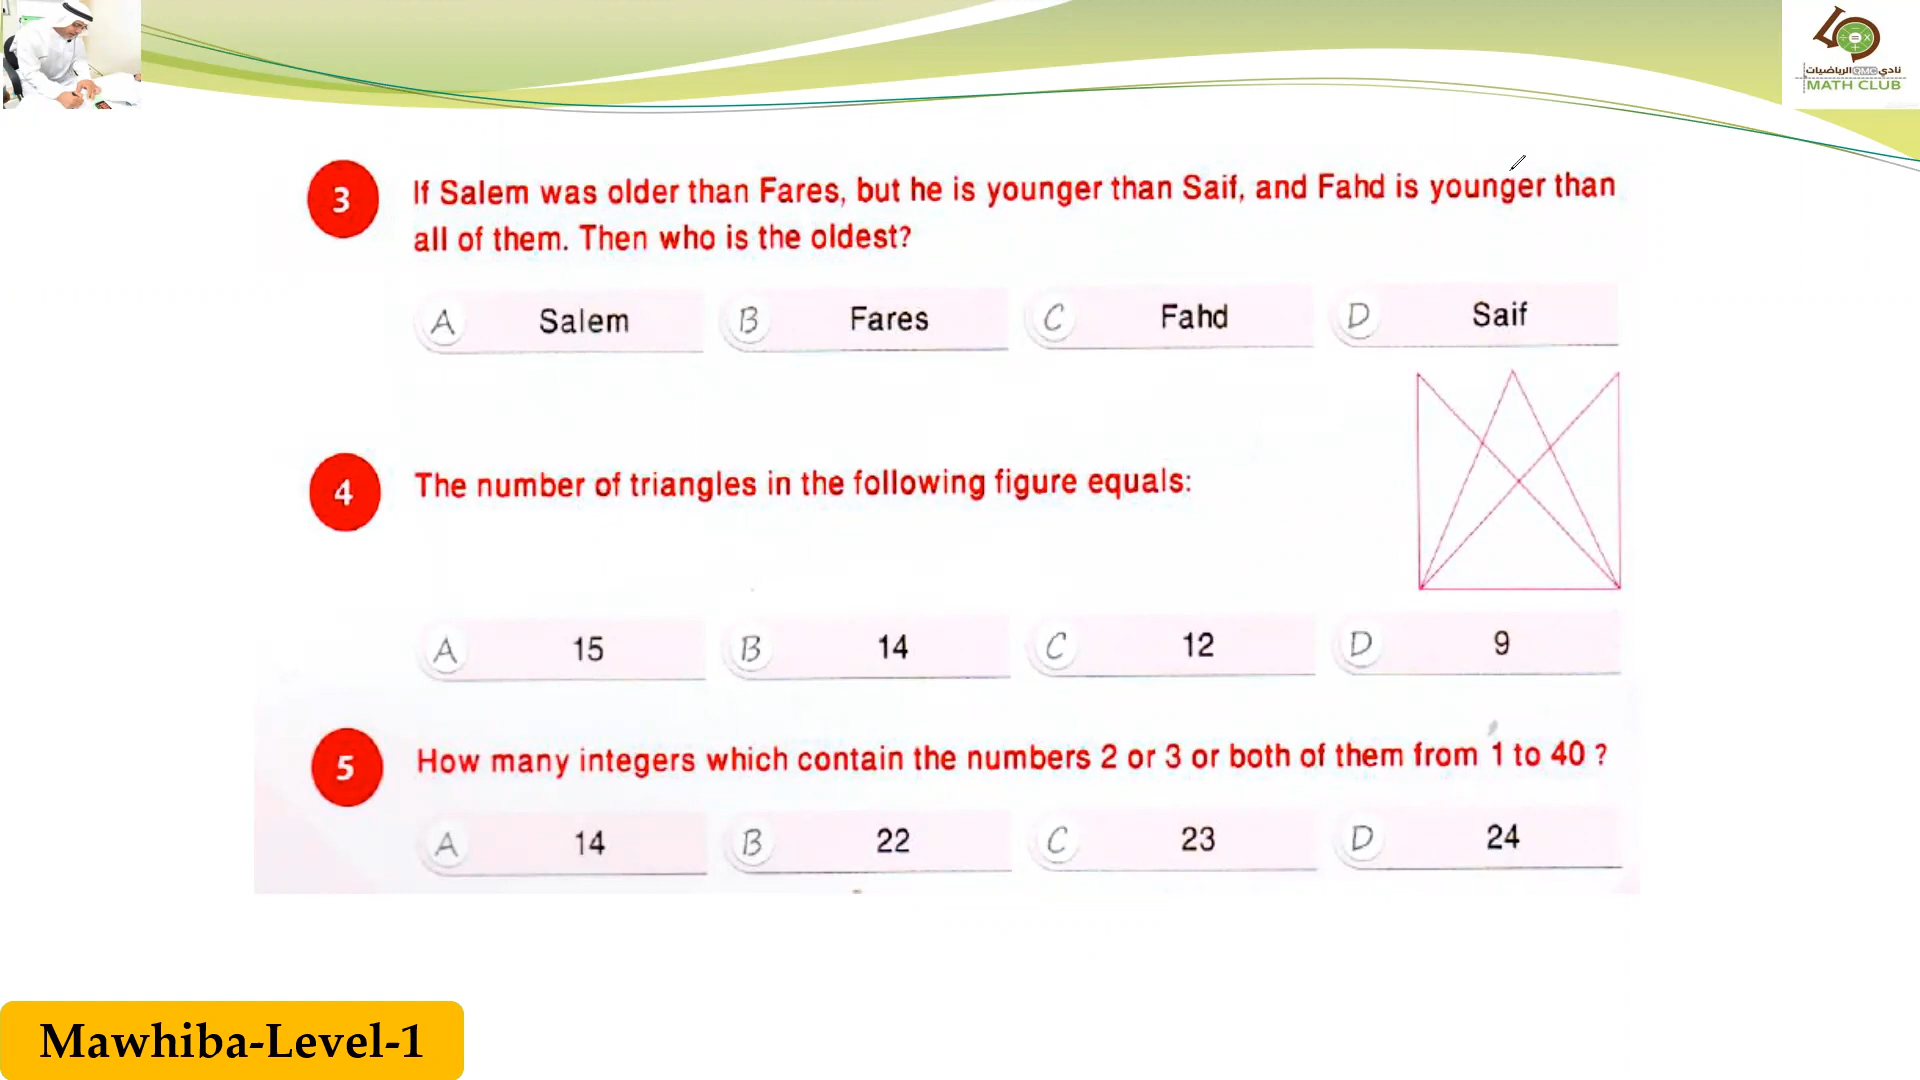 نادي QMC الرياضيات
MATH CLUB
3 If Salem was older than Fares, but he is younger than Saif, and Fahd is younger than
all of them. Then who is the oldest?
A Salem B Fares C Fahd D Saif
4 The number of triangles in the following figure equals:
A 15 B 14 C 12 D 9
5 How many integers which contain the numbers 2 or 3 or both of them from 1 to 40 ?
A 14 B 22 C 23 D 24
Mawhiba-Level-1